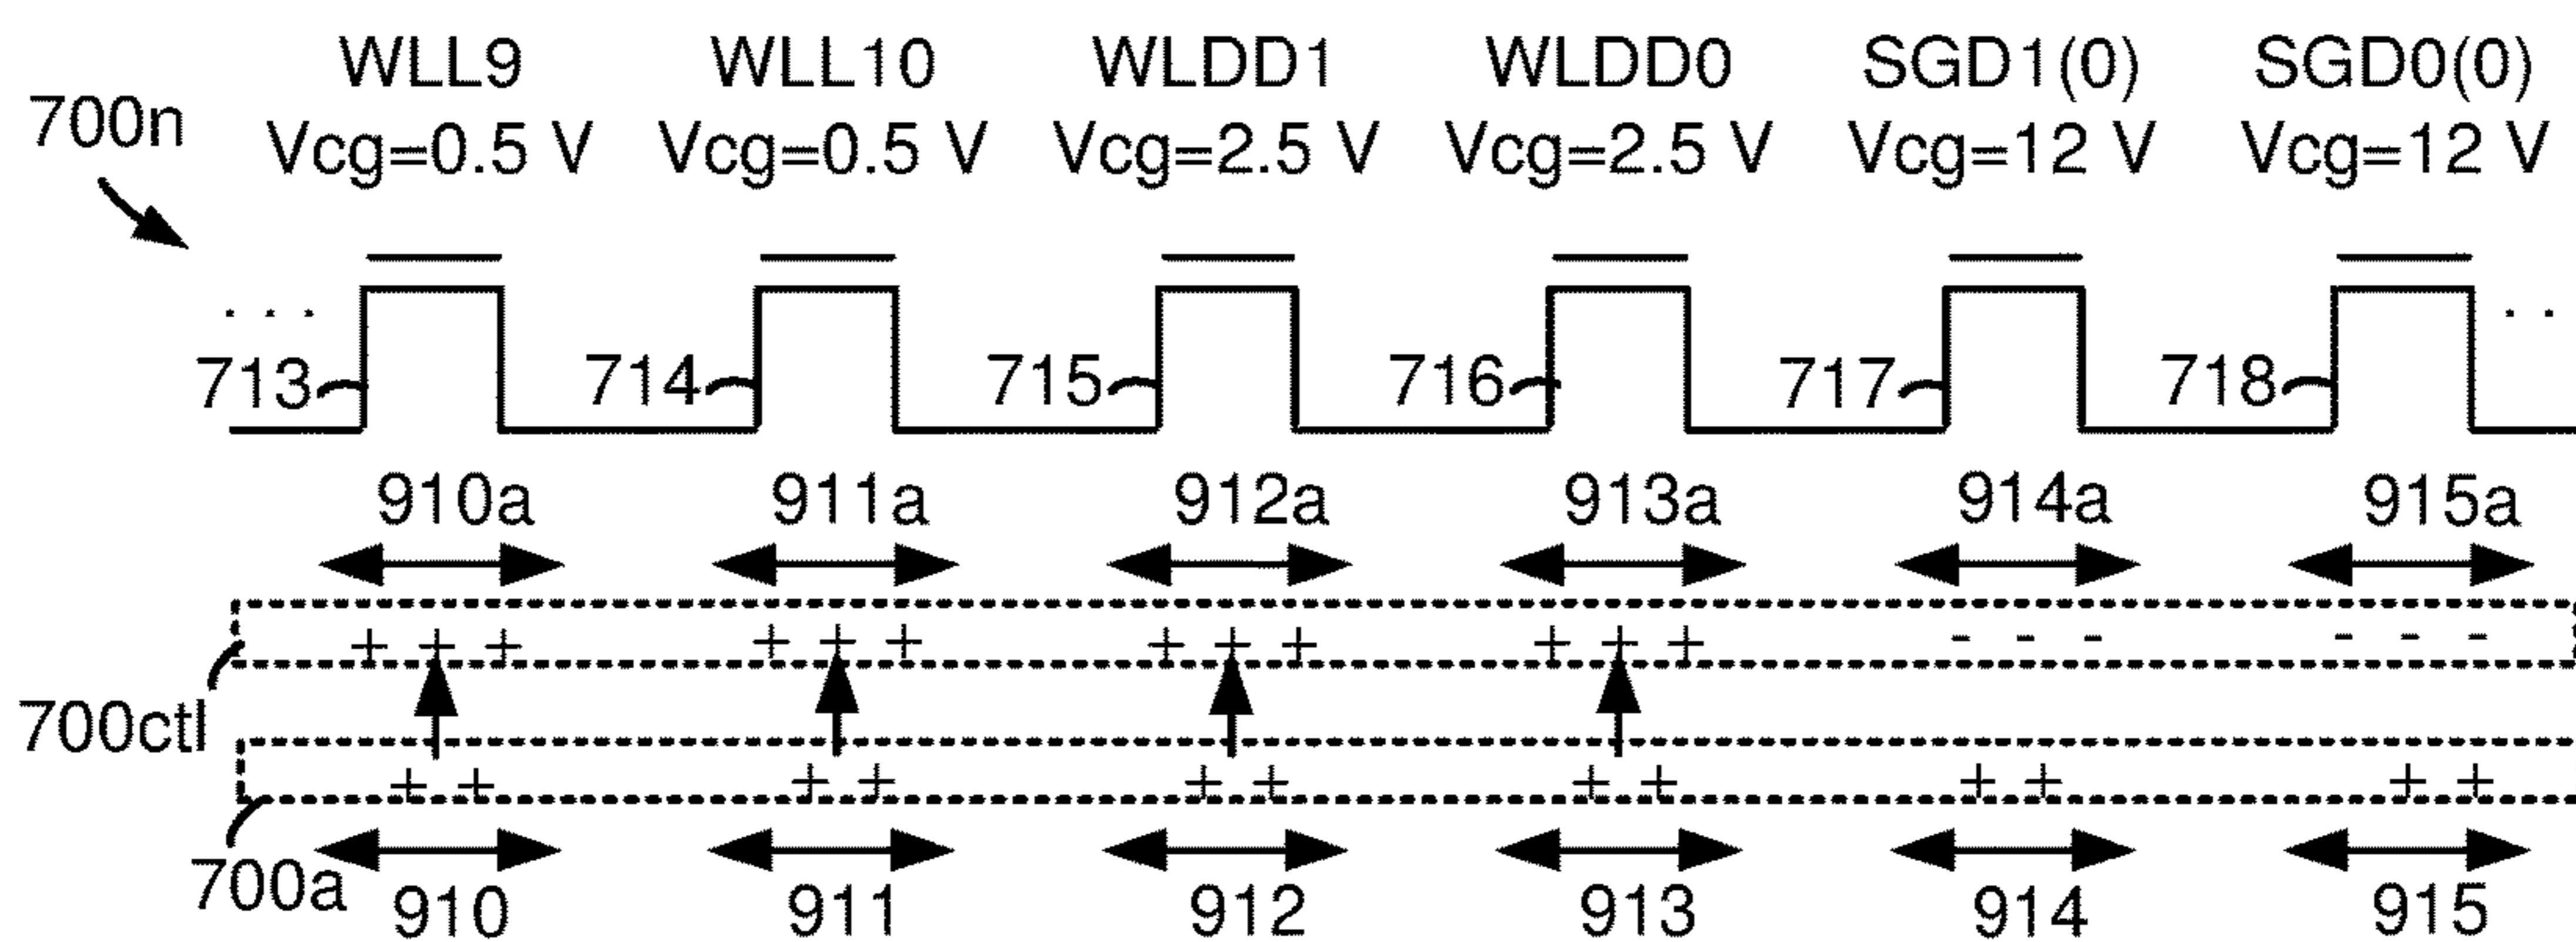 WLL9 WLL10 WLDD1 WLDD0 SGD1(0) SGD0(0)
700n Vcg=0.5 V Vcg=0.5 V Vcg=2.5 V Vcg=2.5 V Vcg=12 V Vcg=12 V
. . . . .
713 714 715 716 717 718
910a 911a 912a 913a 914a 915a
+ + + + + + + + + + + + - - - - - -
700ctl
+ + + + + + + + + + + +
700a
910 911 912 913 914 915